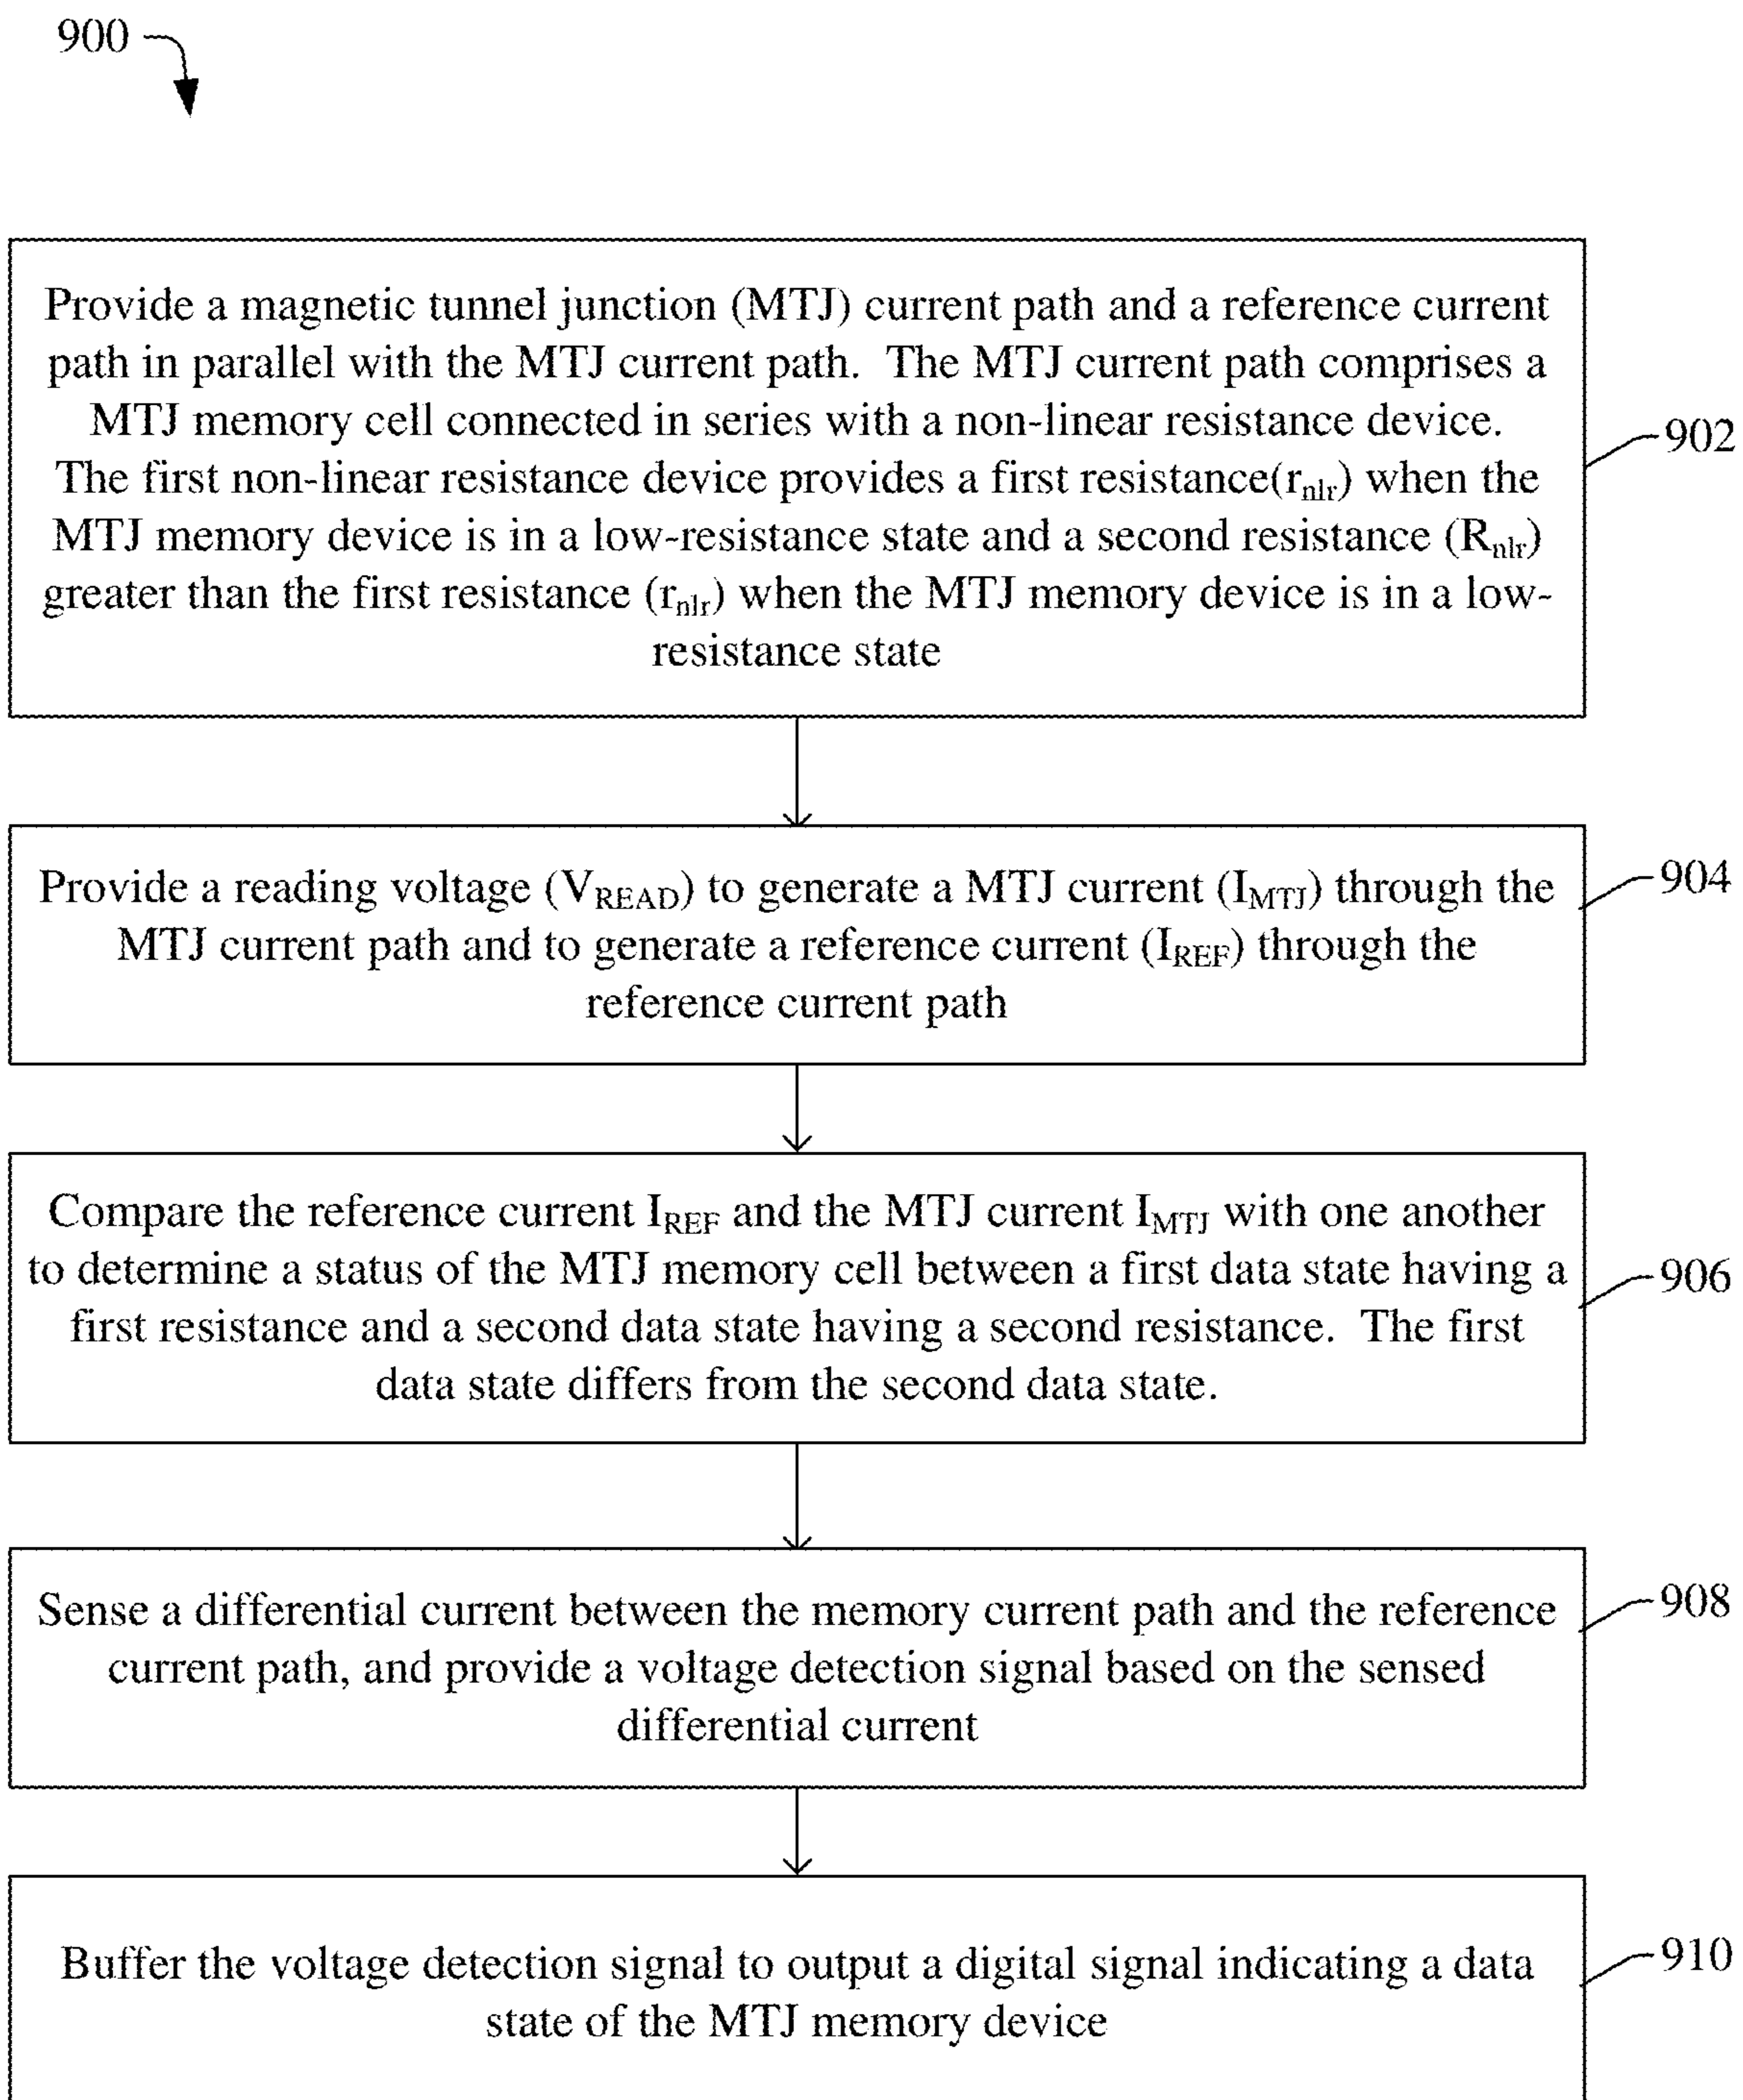 900
Provide a magnetic tunnel junction (MTJ) current path and a reference current
path in parallel with the MTJ current path.  The MTJ current path comprises a
MTJ memory cell connected in series with a non-linear resistance device.
The first non-linear resistance device provides a first resistance(rnlr) when the
MTJ memory device is in a low-resistance state and a second resistance (Rnlr)
greater than the first resistance (rnlr) when the MTJ memory device is in a low-
resistance state
902
Provide a reading voltage (VREAD) to generate a MTJ current (IMTJ) through the
MTJ current path and to generate a reference current (IREF) through the
reference current path
904
Compare the reference current IREF and the MTJ current IMTJ with one another
to determine a status of the MTJ memory cell between a first data state having a
first resistance and a second data state having a second resistance.  The first
data state differs from the second data state.
906
Sense a differential current between the memory current path and the reference
current path, and provide a voltage detection signal based on the sensed
differential current
908
Buffer the voltage detection signal to output a digital signal indicating a data
state of the MTJ memory device
910